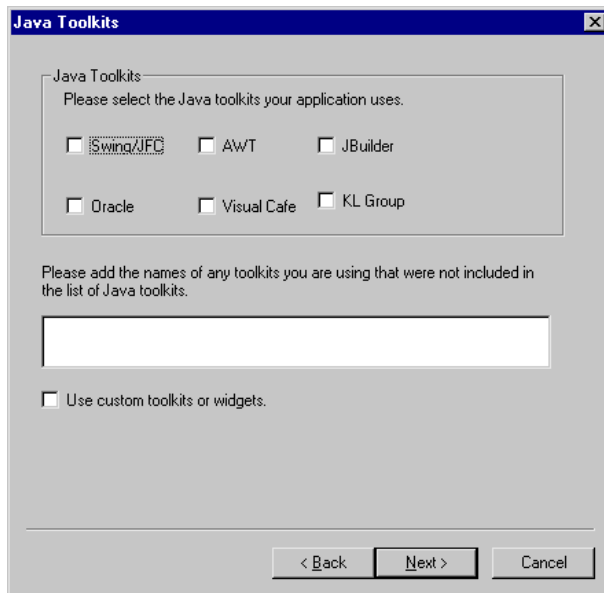 Java Toolkits
Java Toolkits
Please select the Java toolkits your application uses.
Swing/JFC AWT JBuilder
Oracle Visual Cafe KL Group
Please add the names of any toolkits you are using that were not included in
the list of Java toolkits.
Use custom toolkits or widgets.
< Back Next > Cancel